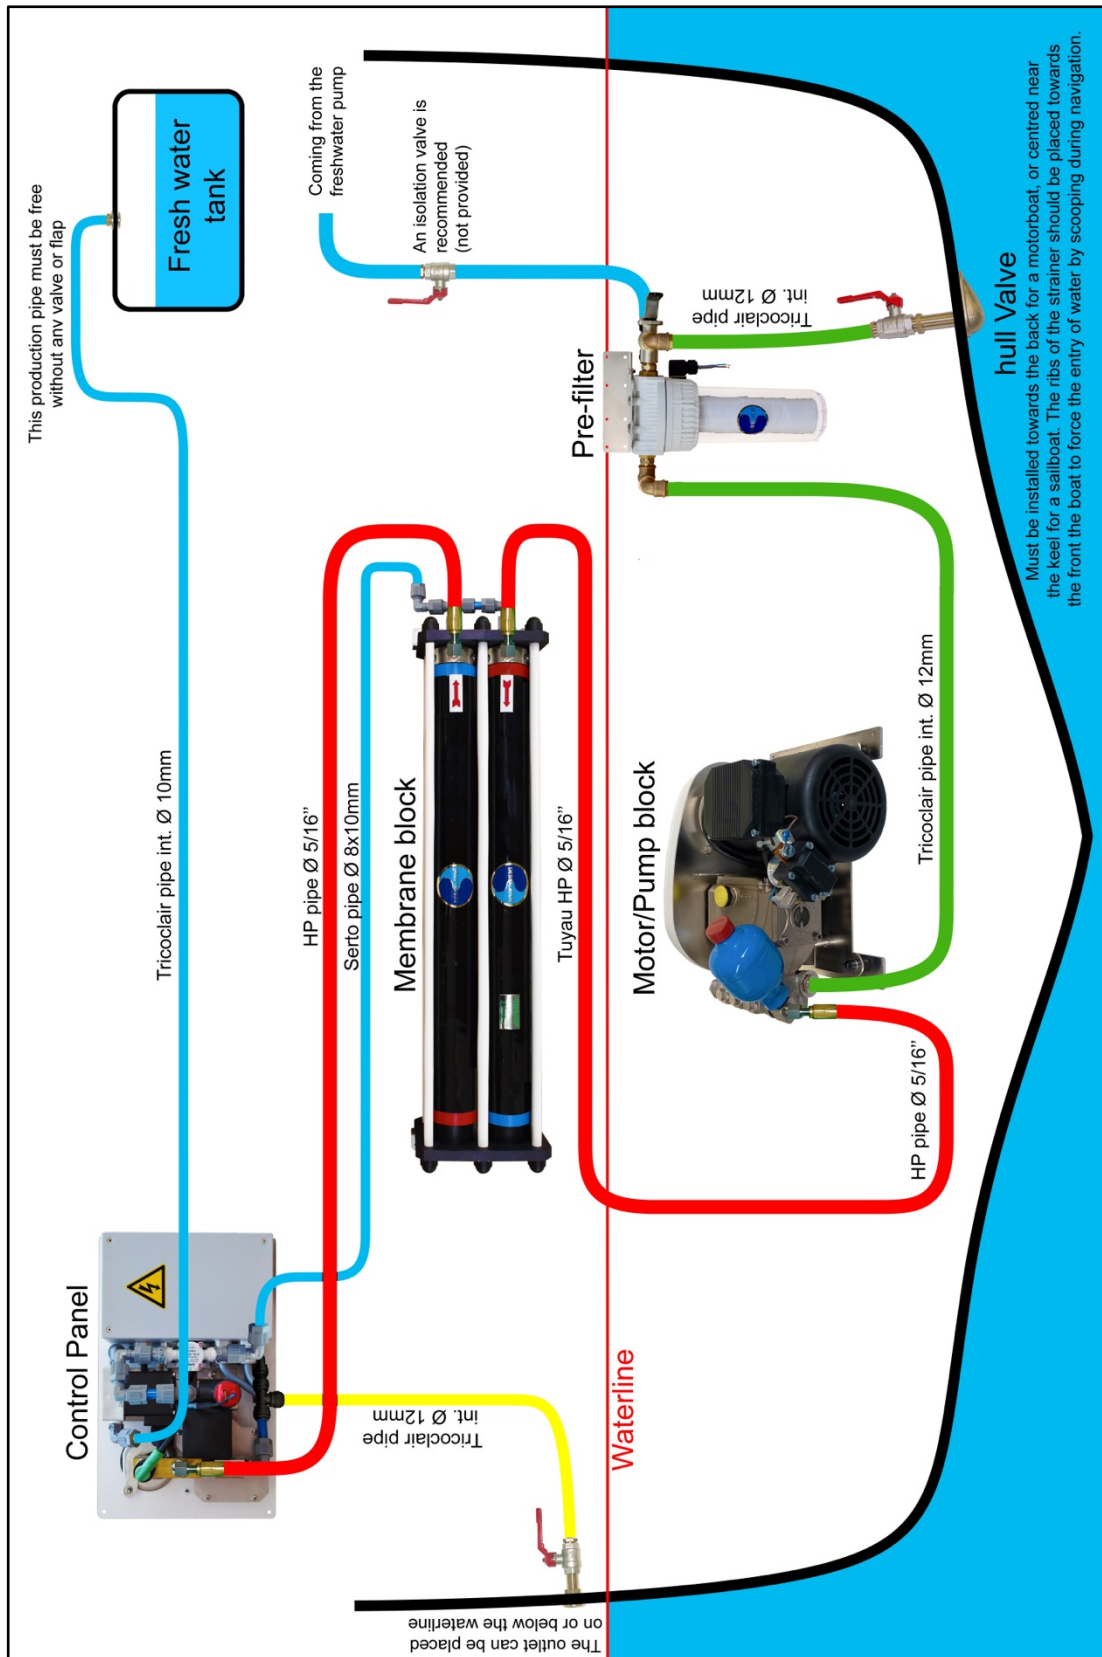 This production pipe must be free
without anv valve or flap
Fresh water
tank
Coming from the
freshwater pump
An isolation valve is
recommended
(not provided)
Tricoclair pipe int. Ø 10mm
Control Panel
HP pipe Ø 5/16”
Serto pipe Ø 8x10mm
Membrane block
Tuyau HP Ø 5/16”
Tricoclair pipe
int. Ø 12mm
The outlet can be placed
on or below the waterline
Waterline
Pre-filter
Tricoclair pipe
int. Ø 12mm
Motor/Pump block
Tricoclair pipe int. Ø 12mm
HP pipe Ø 5/16”
hull Valve
Must be installed towards the back for a motorboat, or centred near
the keel for a sailboat. The ribs of the strainer should be placed towards
the front the boat to force the entry of water by scooping during navigation.